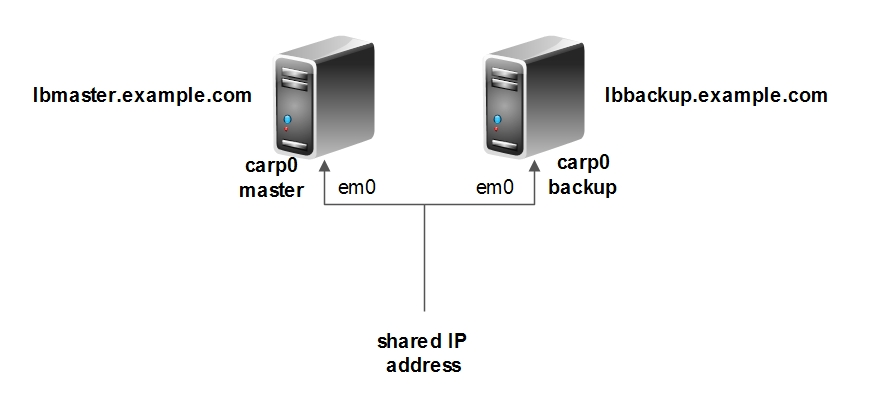 lbmaster.example.com
lbbackup.example.com
carp0
master
em0
em0
carp0
backup
shared IP
address